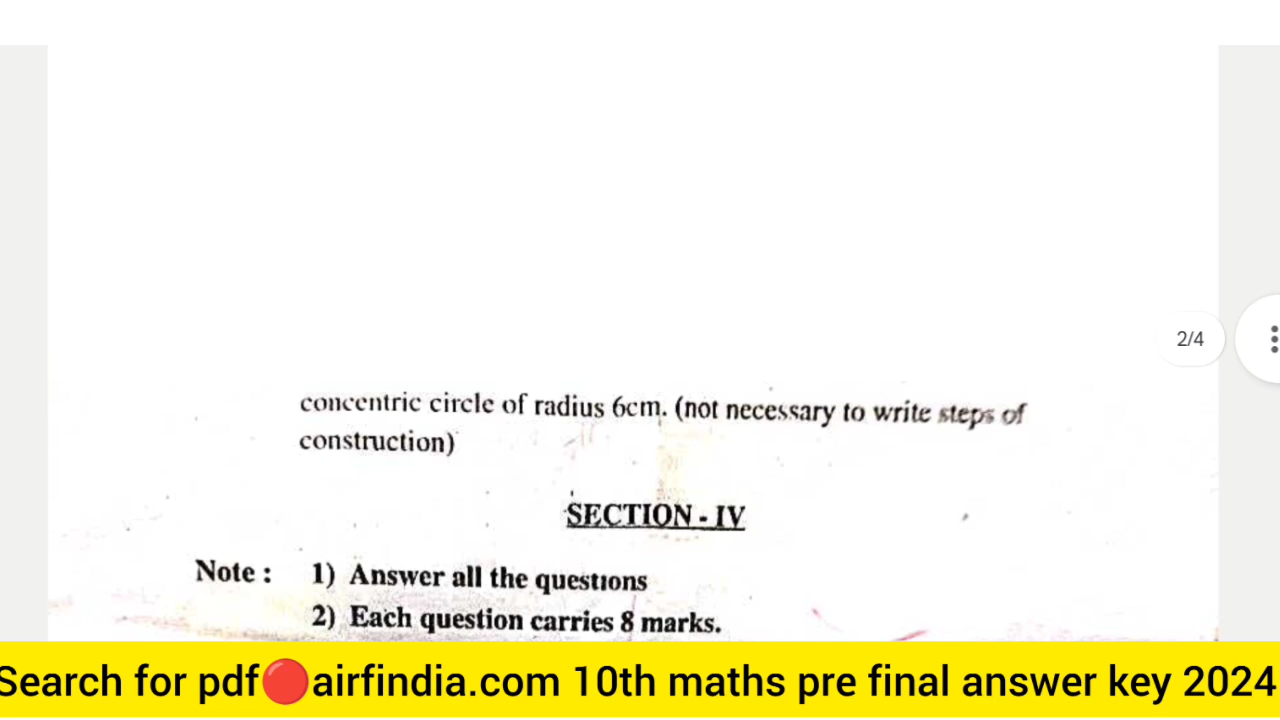 2/4
concentric circle of radius 6cm. (not necessary to write steps of
construction)
SECTION - IV
Note : 1) Answer all the questions
2) Each question carries 8 marks.
Search for pdf🔴airfindia.com 10th maths pre final answer key 2024